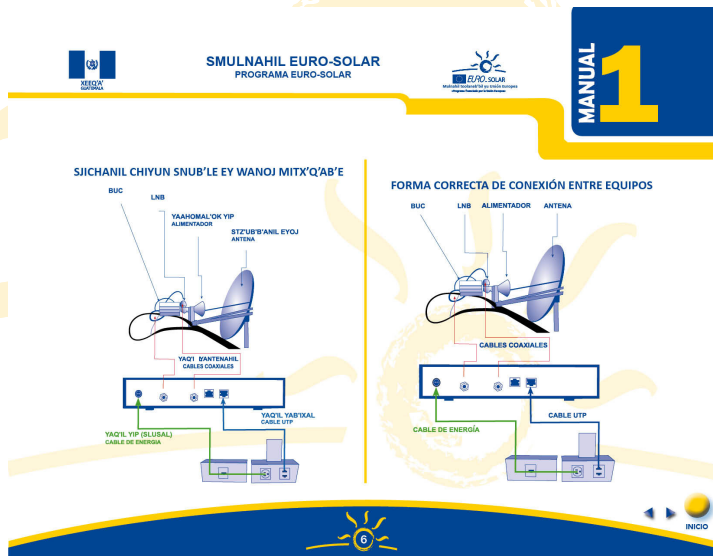 XEEQ'A'
GUATEMALA
SMULNAHIL EURO-SOLAR
PROGRAMA EURO-SOLAR
EURO-SOLAR
MANUAL
1
SJICHANIL CHIYUN SNUB'LE EY WANOJ MITX'Q'AB'E
BUC
LNB
YAAHOMAL'OK YIP
ALIMENTADOR
STZ'UB'B'ANIL EYOJ
ANTENA
YAQ'I B'YANTENAHIL
CABLES COAXIALES
YAQ'IL YAB'IXAL
CABLE UTP
YAQ'IL YIP (SLUSAL)
CABLE DE ENERGIA
FORMA CORRECTA DE CONEXIÓN ENTRE EQUIPOS
BUC
LNB
ALIMENTADOR
ANTENA
CABLES COAXIALES
CABLE UTP
CABLE DE ENERGÍA
6
INICIO